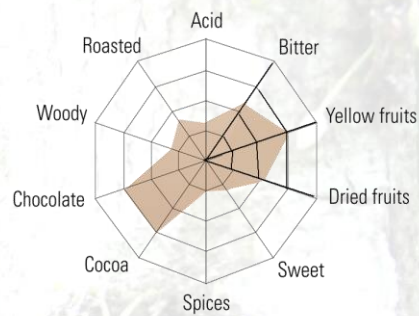 Acid
Roasted
Bitter
Woody
Yellow fruits
Chocolate
Dried fruits
Cocoa
Sweet
Spices